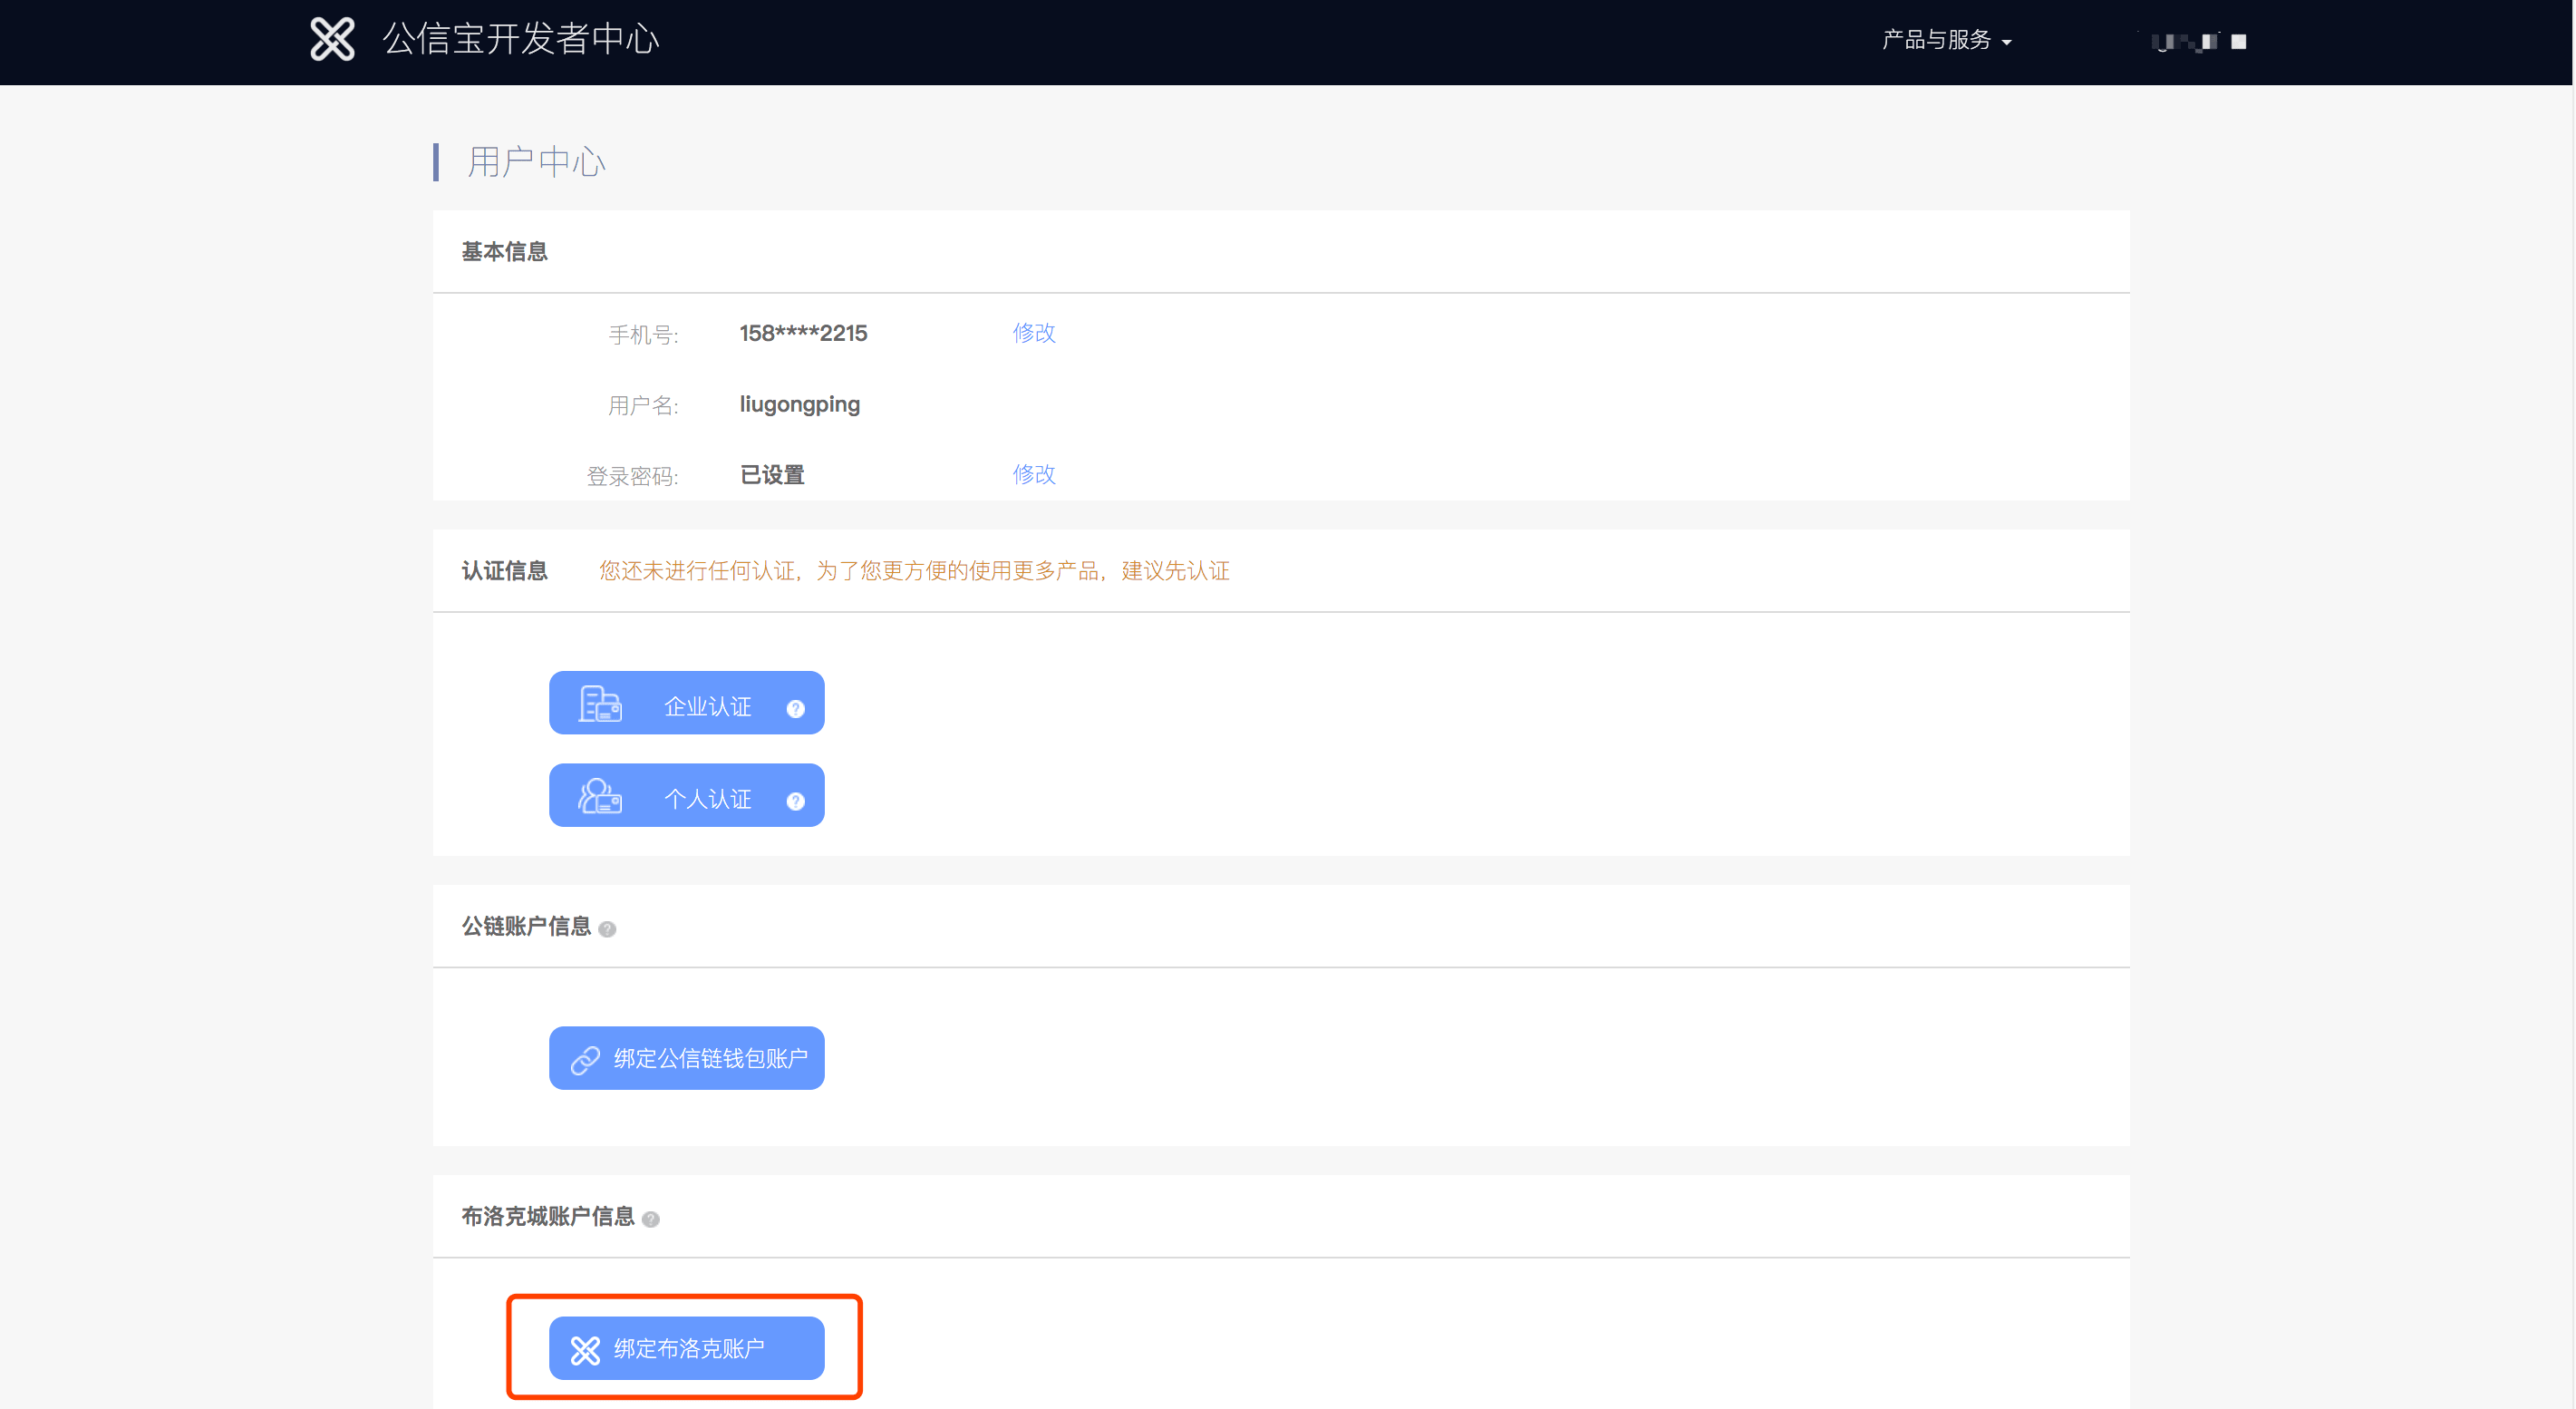 公信宝开发者中心
产品与服务
用户中心
基本信息
手机号: 158****2215 修改
用户名: liugongping
登录密码: 已设置 修改
认证信息 您还未进行任何认证，为了您更方便的使用更多产品，建议先认证
企业认证 ?
个人认证 ?
公链账户信息 ?
绑定公信链钱包账户
布洛克城账户信息 ?
绑定布洛克账户